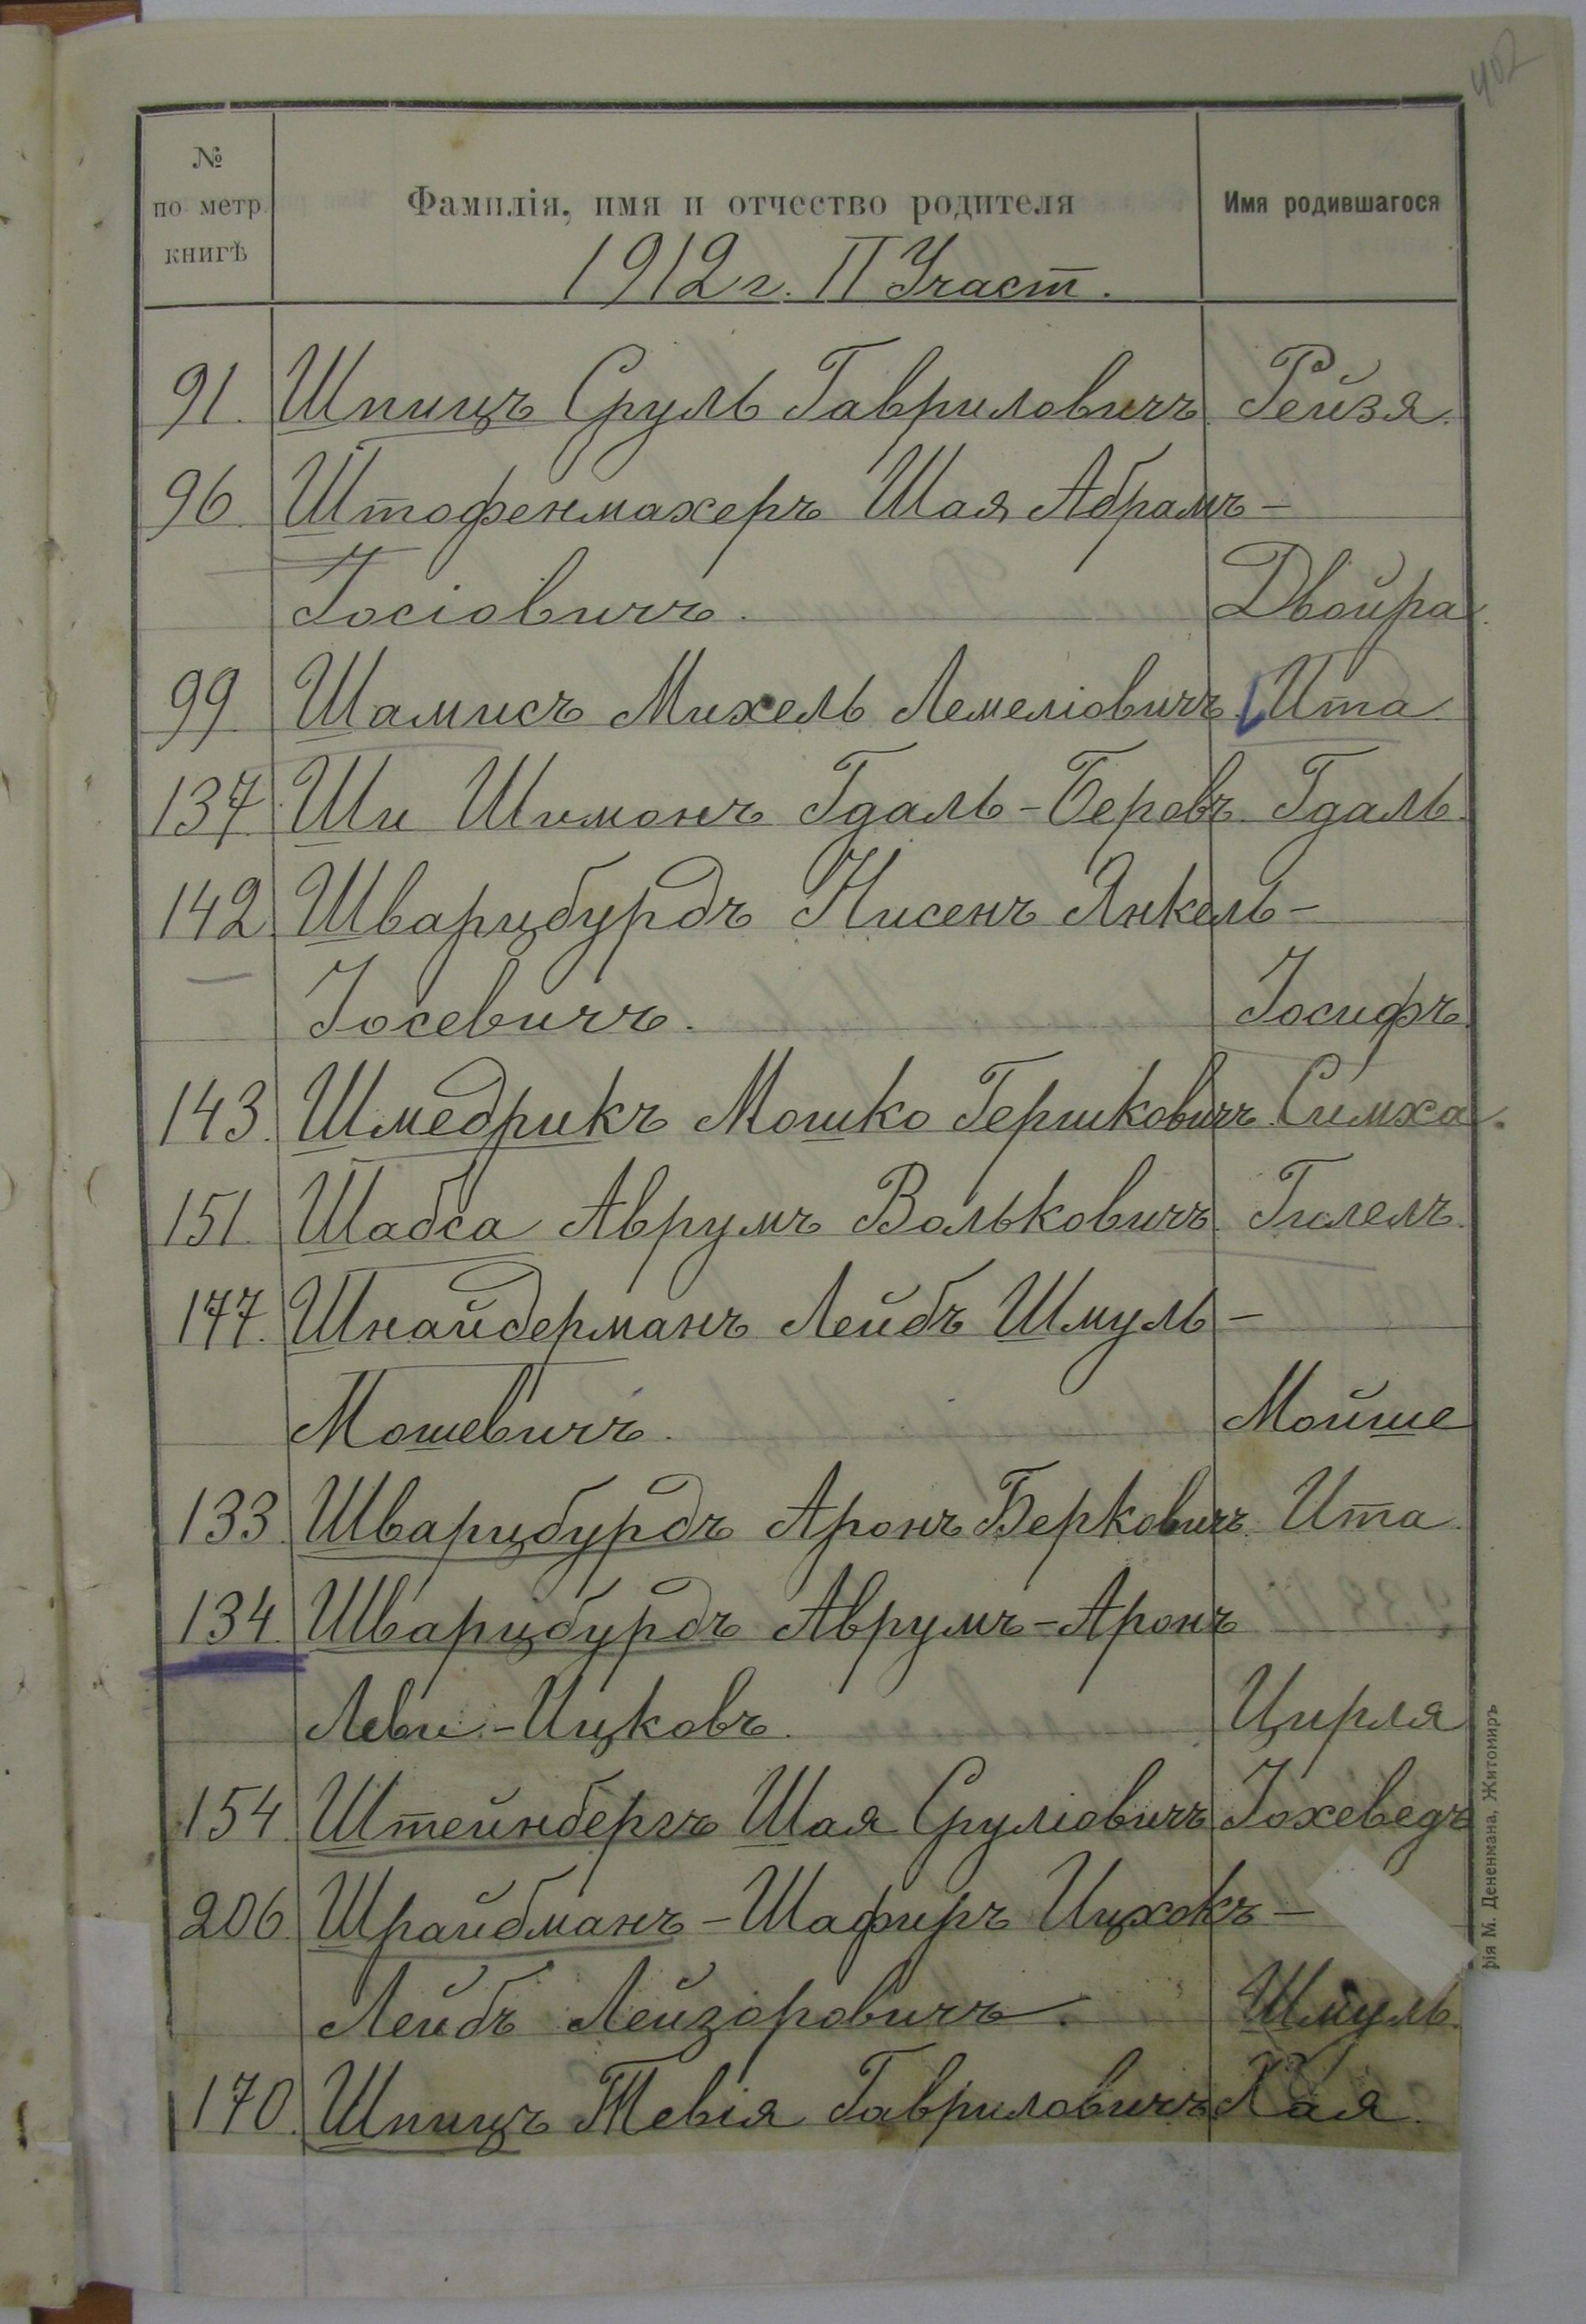 402
№
по метр.
книгѣ
Фамилія, имя и отчество родителя
Имя родившагося
1912 г. II Участ.
91. Шпицъ Сруль Гавриловичъ. Рейзя.
96. Штофенмахеръ Шая Абрамъ-
Іосіовичъ. Двойра.
99 Шамисъ Михель Лемеліовичъ. Ита
137. Ши Шимонъ Гдаль-Беровъ. Гдаль.
142. Шварцбурдъ Нисенъ Янкель-
Іосевичъ. Іосифъ.
143. Шмедрикъ Мошко Гершковичъ. Симха.
151. Шабса Аврумъ Вольковичъ. Гилелъ.
177. Шнайдерманъ Лейбъ Шмуль-
Мошевичъ. Мойше
133. Шварцбурдъ Аронъ Берковичъ. Ита.
134. Шварцбурдъ Аврумъ-Аронъ
Леви-Ицковъ. Цирля
154. Штейнбергъ Шая Сруліовичъ Іохеведъ
206. Шрайбманъ-Шафиръ Ицхокъ-
Лейбъ Лейзоровичъ. Шмуль.
170. Шпицъ Тевія Гавриловичъ Хая.
рія М. Дененмана, Житомиръ